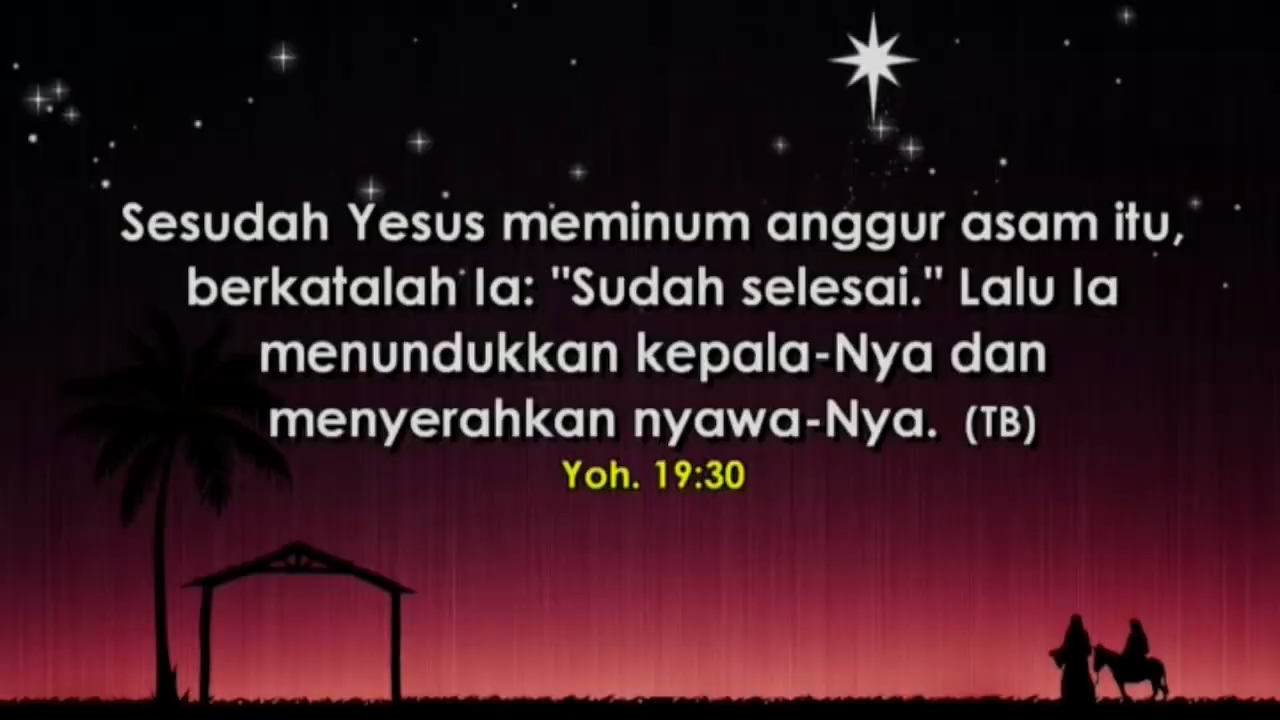 Sesudah Yesus meminum anggur asam itu,
berkatalah Ia: "Sudah selesai." Lalu Ia
menundukkan kepala-Nya dan
menyerahkan nyawa-Nya. (TB)
Yoh. 19:30